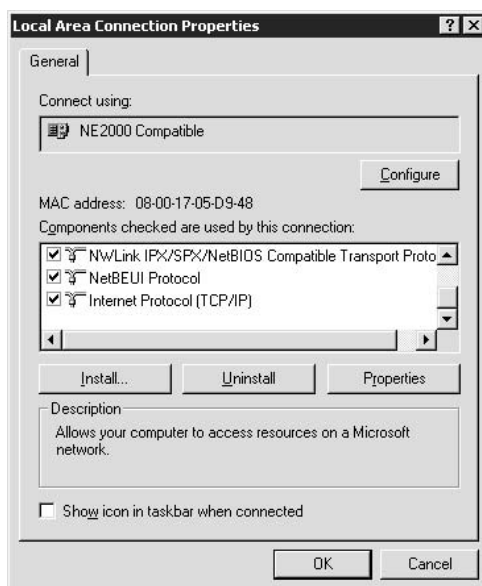 Local Area Connection Properties
General
Connect using:
NE2000 Compatible
Configure
MAC address: 08-00-17-05-D9-48
Components checked are used by this connection:
NWLink IPX/SPX/NetBIOS Compatible Transport Proto
NetBEUI Protocol
Internet Protocol (TCP/IP)
Install... Uninstall Properties
Description
Allows your computer to access resources on a Microsoft
network.
Show icon in taskbar when connected
OK Cancel